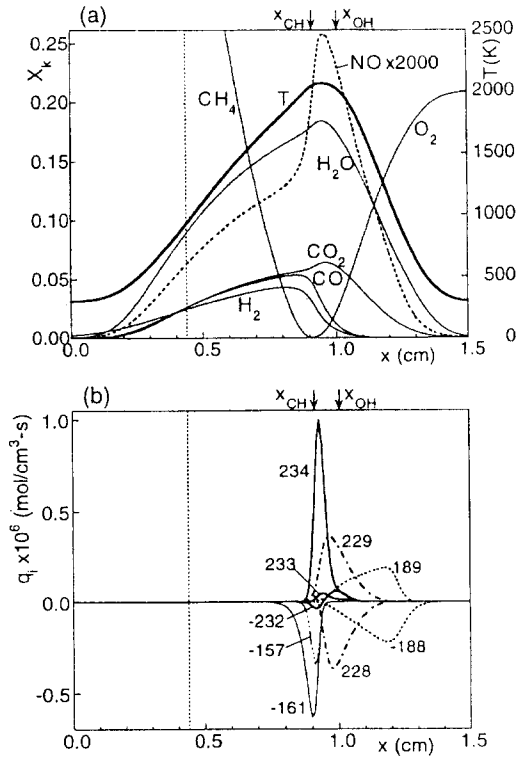 (a)
x_CH x_OH
X_k
T(K)
0.25
0.20
0.15
0.10
0.05
0.00
2500
2000
1500
1000
500
0
CH_4
T
NO x2000
O_2
H_2O
CO_2
CO
H_2
0.0 0.5 1.0 1.5
x (cm)
(b)
x_CH x_OH
q_i x10^6 (mol/cm^3-s)
1.0
0.5
0.0
-0.5
234
229
233
189
-232
-157
-188
228
-161
0.0 0.5 1.0 1.5
x (cm)